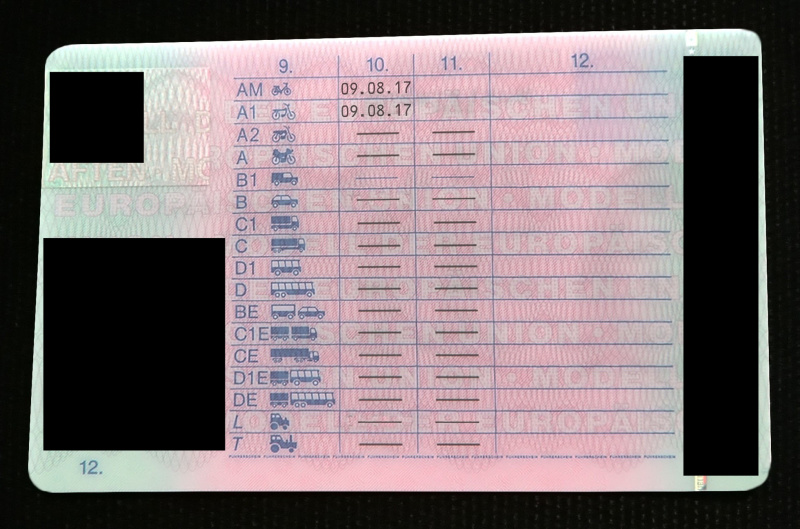 9. 10. 11. 12.
AM 09.08.17
A1 09.08.17
A2 — —
A — —
B1 — —
B — —
C1 — —
C — —
D1 — —
D — —
BE — —
C1E — —
CE — —
D1E — —
DE — —
L — —
T — —
12.